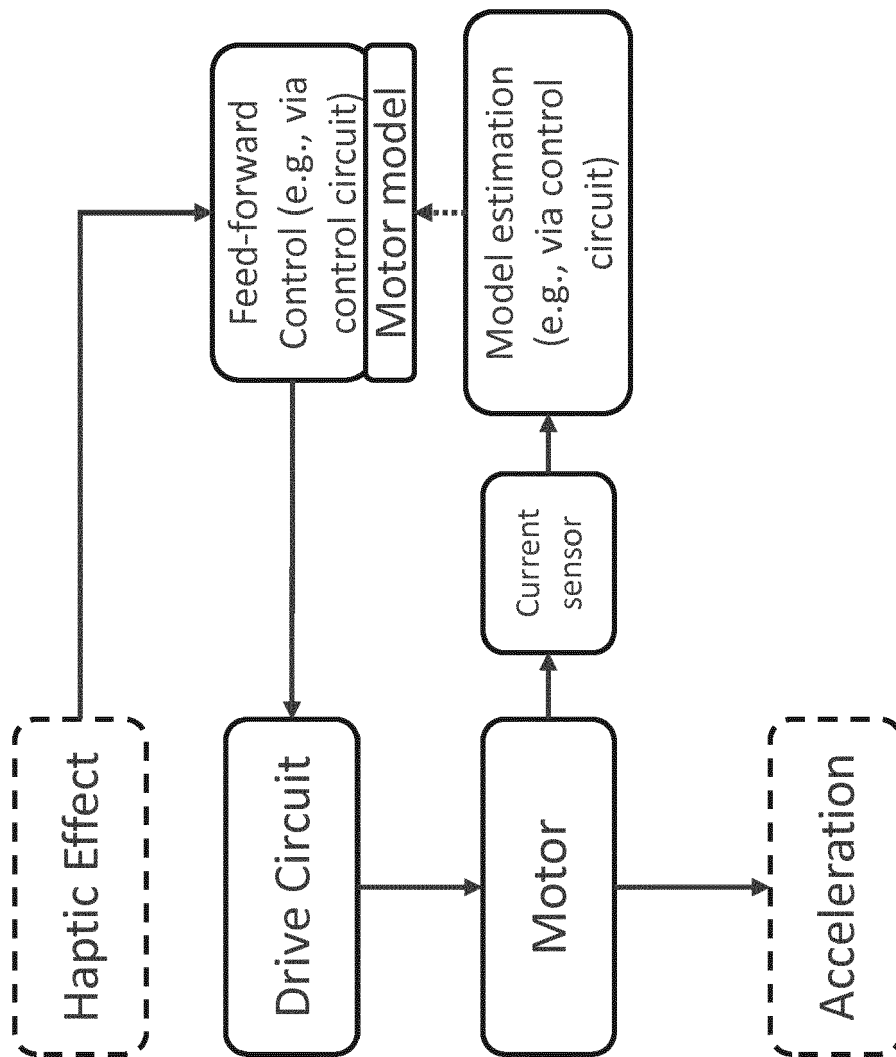 Haptic Effect
Feed-forward
Control (e.g., via
control circuit)
Motor model
Drive Circuit
Model estimation
(e.g., via control
circuit)
Current
sensor
Motor
Acceleration